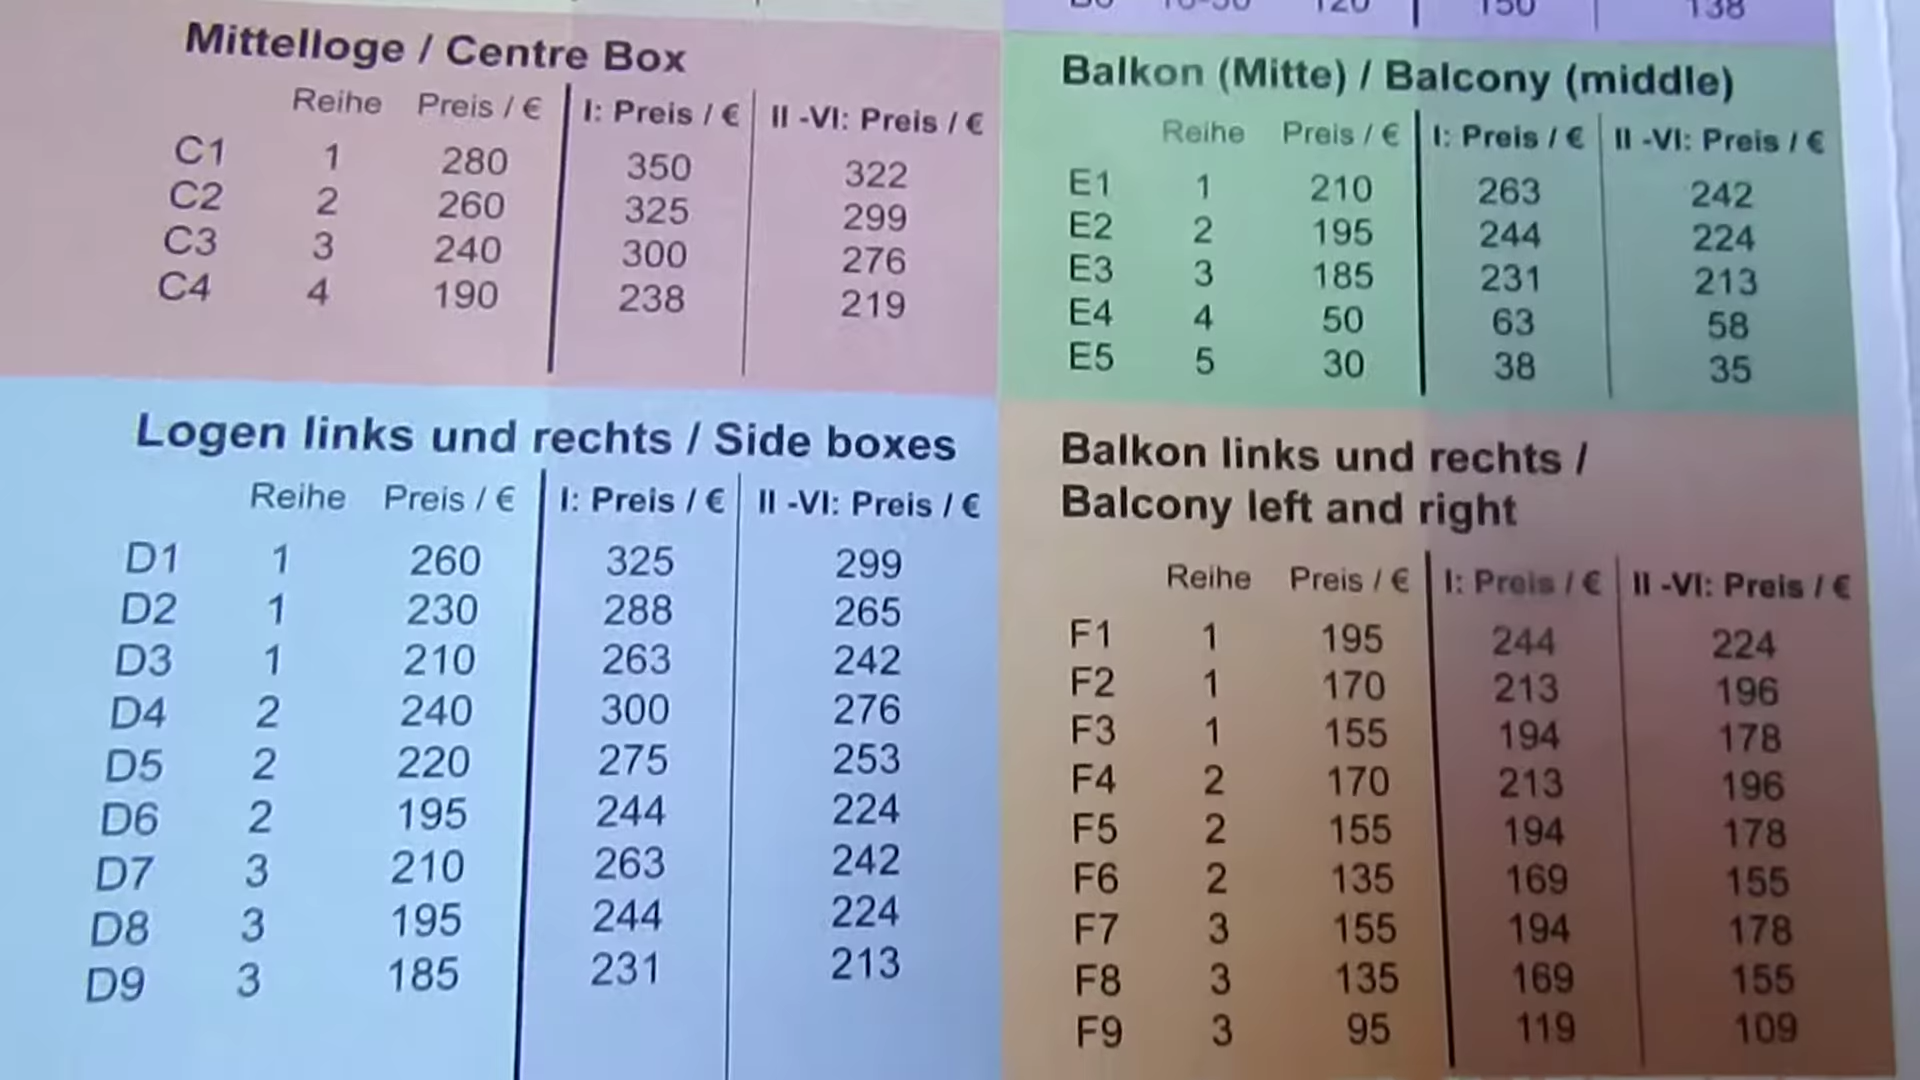 Mittelloge / Centre Box
Reihe Preis / € I: Preis / € II -VI: Preis / €
C1 1 280 350 322
C2 2 260 325 299
C3 3 240 300 276
C4 4 190 238 219
Logen links und rechts / Side boxes
Reihe Preis / € I: Preis / € II -VI: Preis / €
D1 1 260 325 299
D2 1 230 288 265
D3 1 210 263 242
D4 2 240 300 276
D5 2 220 275 253
D6 2 195 244 224
D7 3 210 263 242
D8 3 195 244 224
D9 3 185 231 213
120 150 138
Balkon (Mitte) / Balcony (middle)
Reihe Preis / € I: Preis / € II -VI: Preis / €
E1 1 210 263 242
E2 2 195 244 224
E3 3 185 231 213
E4 4 50 63 58
E5 5 30 38 35
Balkon links und rechts /
Balcony left and right
Reihe Preis / € I: Preis / € II -VI: Preis / €
F1 1 195 244 224
F2 1 170 213 196
F3 1 155 194 178
F4 2 170 213 196
F5 2 155 194 178
F6 2 135 169 155
F7 3 155 194 178
F8 3 135 169 155
F9 3 95 119 109